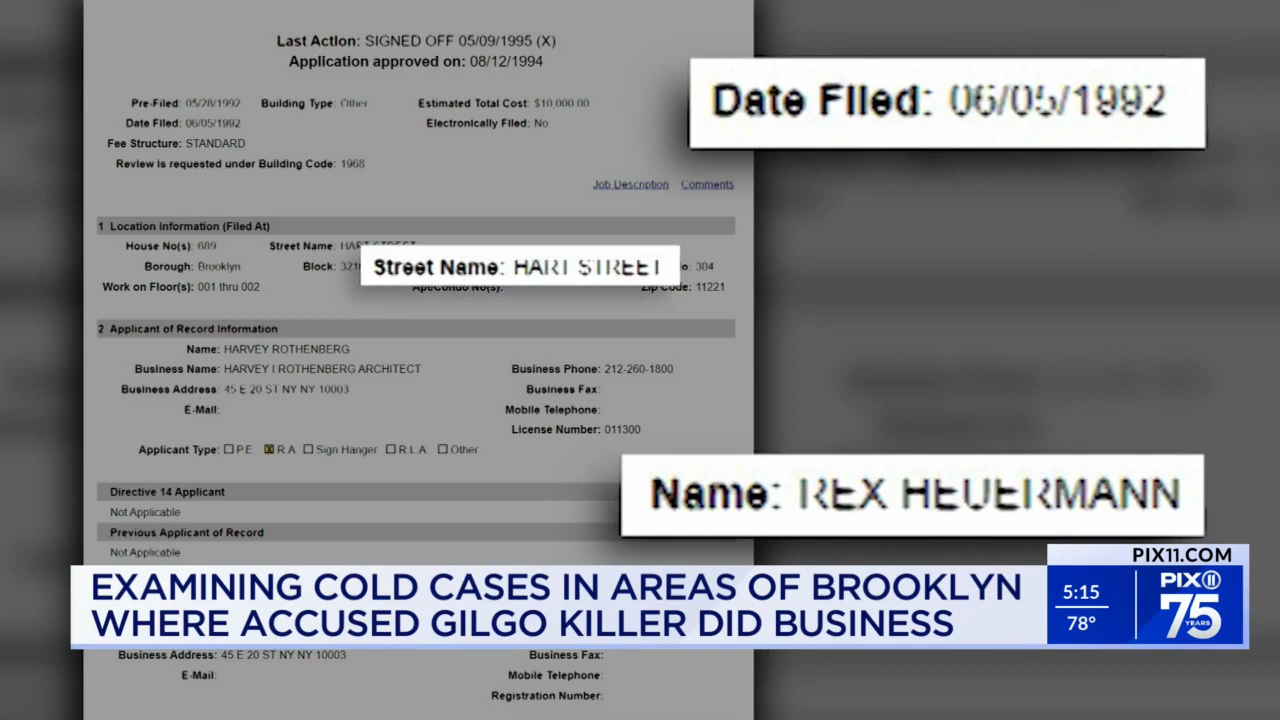 Last Action: SIGNED OFF 05/09/1995 (X)
Application approved on: 08/12/1994
Date Filed: 06/05/1992
Pre-Filed: 05/28/1992 Building Type: Other Estimated Total Cost: $10,000.00
Date Filed: 06/05/1992 Electronically Filed: No
Fee Structure: STANDARD
Review is requested under Building Code: 1968
Job Description Comments
1 Location Information (Filed At)
House No(s): 689 Street Name: HART STREET
Borough: Brooklyn Block: 304
Street Name: HART STREET
Work on Floor(s): 001 thru 002 Apt/Condo No(s): Zip Code: 11221
2 Applicant of Record Information
Name: HARVEY ROTHENBERG
Business Name: HARVEY I ROTHENBERG ARCHITECT Business Phone: 212-260-1800
Business Address: 45 E 20 ST NY NY 10003 Business Fax:
E-Mail: Mobile Telephone:
License Number: 011300
Applicant Type: P.E. X R.A. Sign Hanger R.L.A. Other
Name: REX HEUERMANN
Directive 14 Applicant
Not Applicable
Previous Applicant of Record
Not Applicable
PIX11.COM
EXAMINING COLD CASES IN AREAS OF BROOKLYN
WHERE ACCUSED GILGO KILLER DID BUSINESS
5:15
78°
PIX11
75
YEARS
Business Address: 45 E 20 ST NY NY 10003 Business Fax:
E-Mail: Mobile Telephone:
Registration Number: